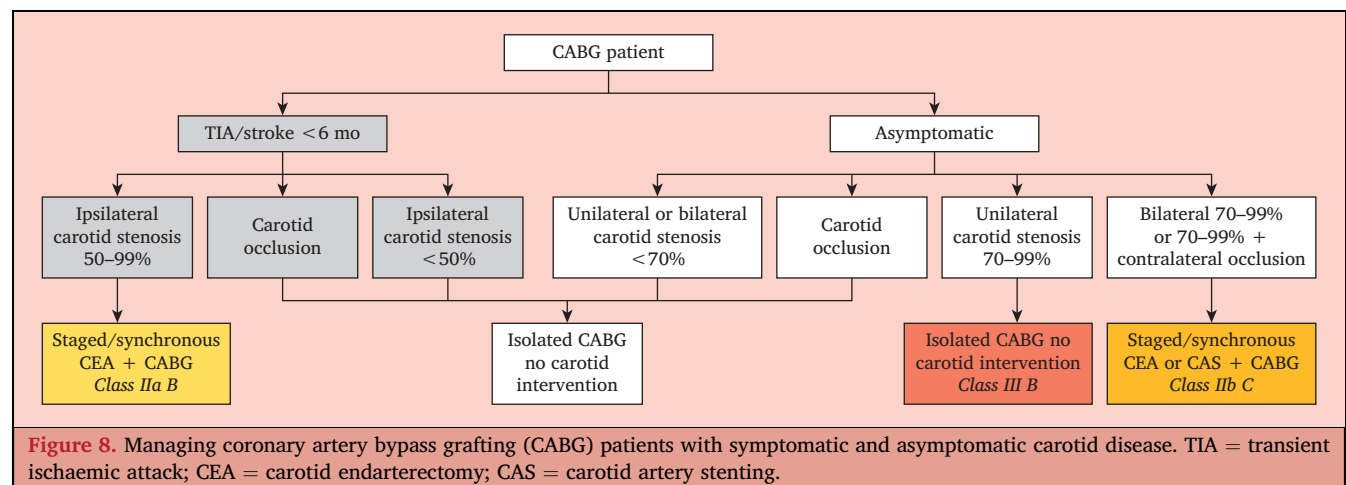 CABG patient
TIA/stroke <6 mo
Asymptomatic
Ipsilateral
carotid stenosis
50–99%
Carotid
occlusion
Ipsilateral
carotid stenosis
<50%
Unilateral or bilateral
carotid stenosis
<70%
Carotid
occlusion
Unilateral
carotid stenosis
70–99%
Bilateral 70–99%
or 70–99% +
contralateral occlusion
Staged/synchronous
CEA + CABG
Class IIa B
Isolated CABG
no carotid
intervention
Isolated CABG no
carotid intervention
Class III B
Staged/synchronous
CEA or CAS + CABG
Class IIb C
Figure 8. Managing coronary artery bypass grafting (CABG) patients with symptomatic and asymptomatic carotid disease. TIA = transient
ischaemic attack; CEA = carotid endarterectomy; CAS = carotid artery stenting.